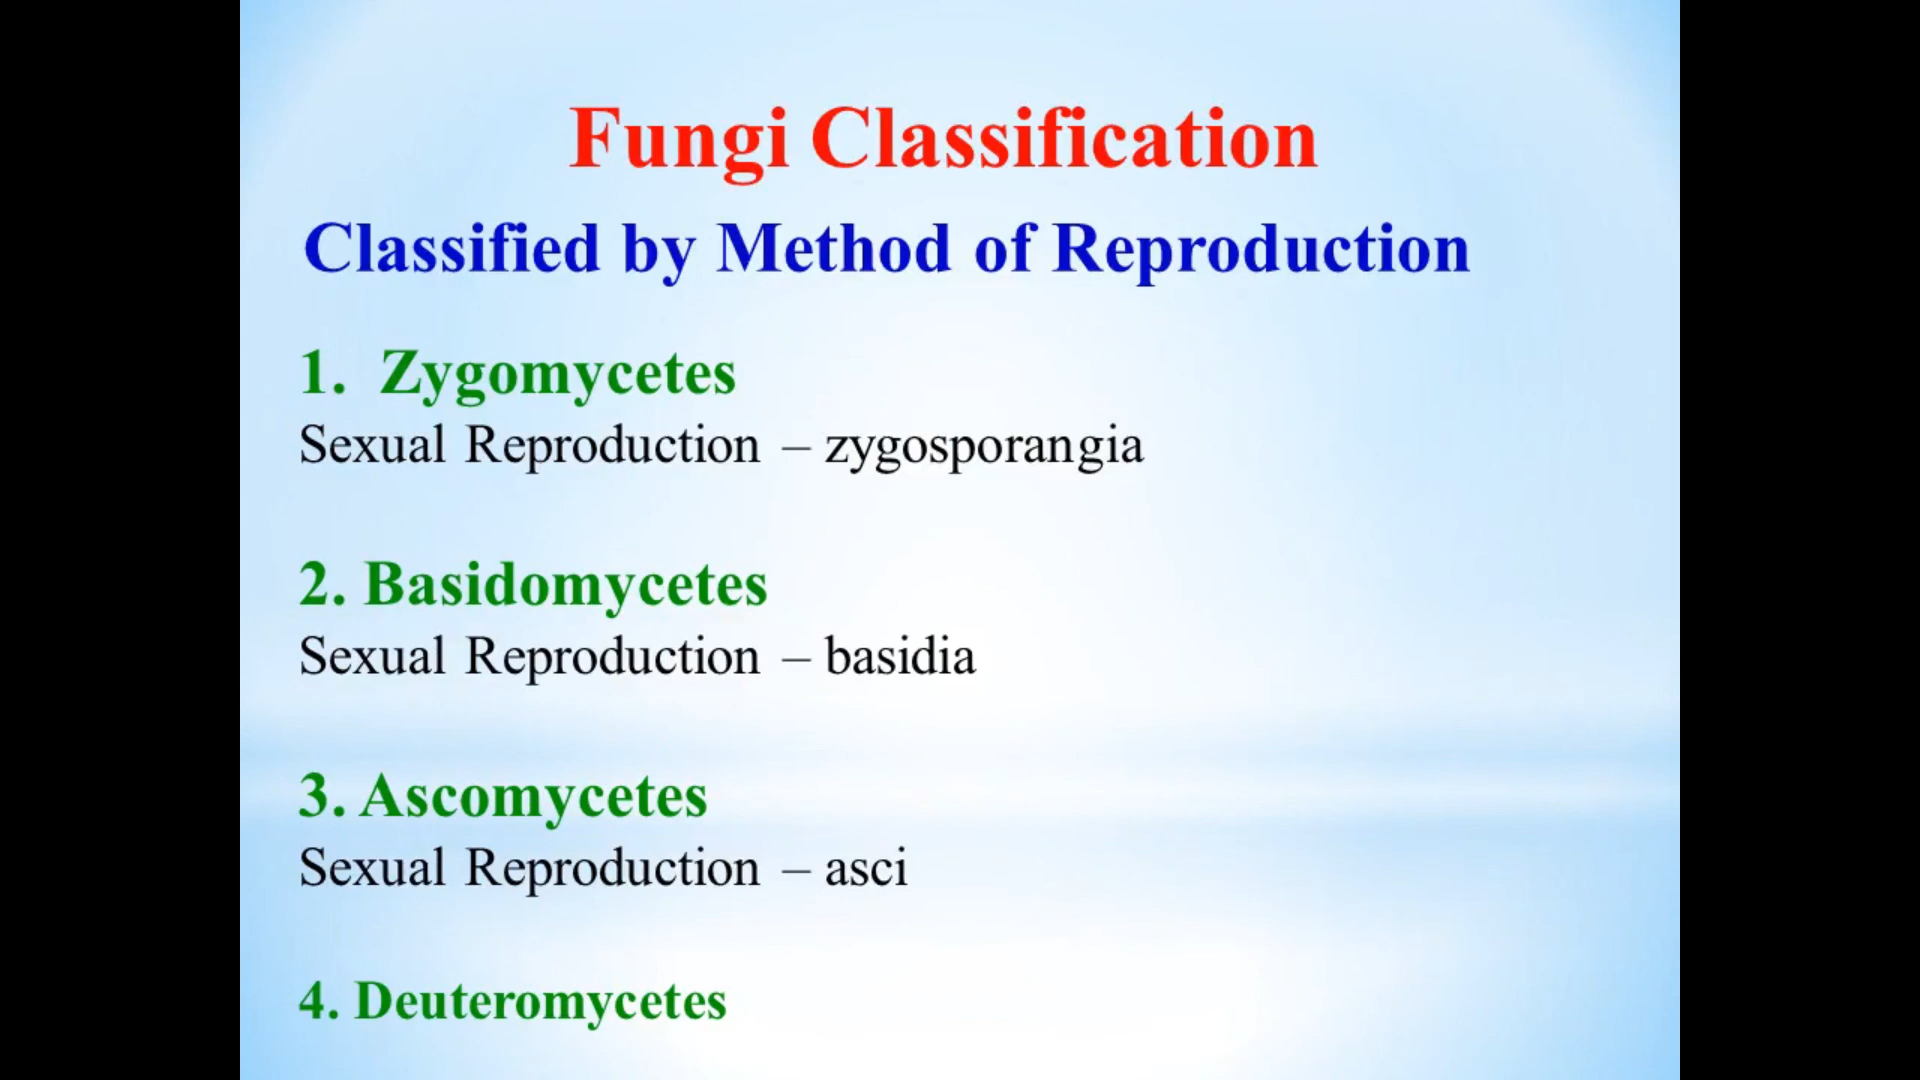 Fungi Classification
Classified by Method of Reproduction
1. Zygomycetes
Sexual Reproduction – zygosporangia
2. Basidomycetes
Sexual Reproduction – basidia
3. Ascomycetes
Sexual Reproduction – asci
4. Deuteromycetes